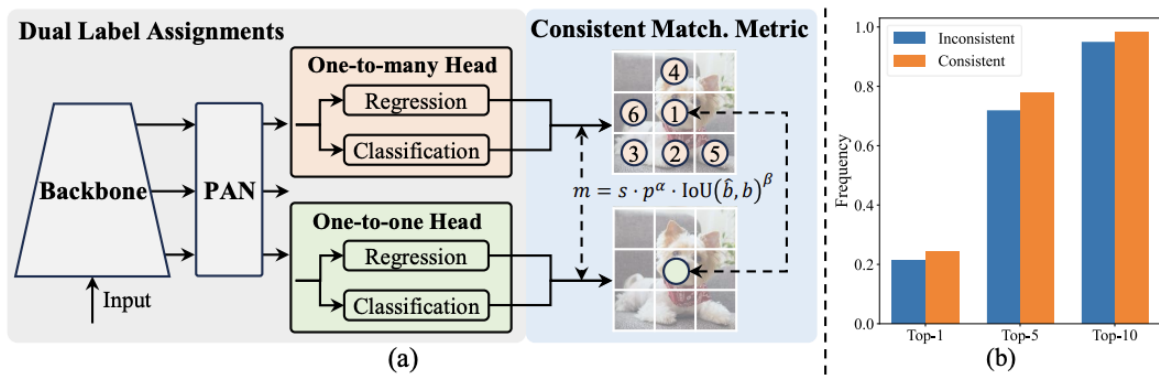 Dual Label Assignments
Consistent Match. Metric
Backbone
Input
PAN
One-to-many Head
Regression
Classification
One-to-one Head
Regression
Classification
4
6 1
3 2 5
m = s · p^α · IoU(b̂, b)^β
(a)
Inconsistent
Consistent
Frequency
1.0
0.8
0.6
0.4
0.2
0.0
Top-1 Top-5 Top-10
(b)